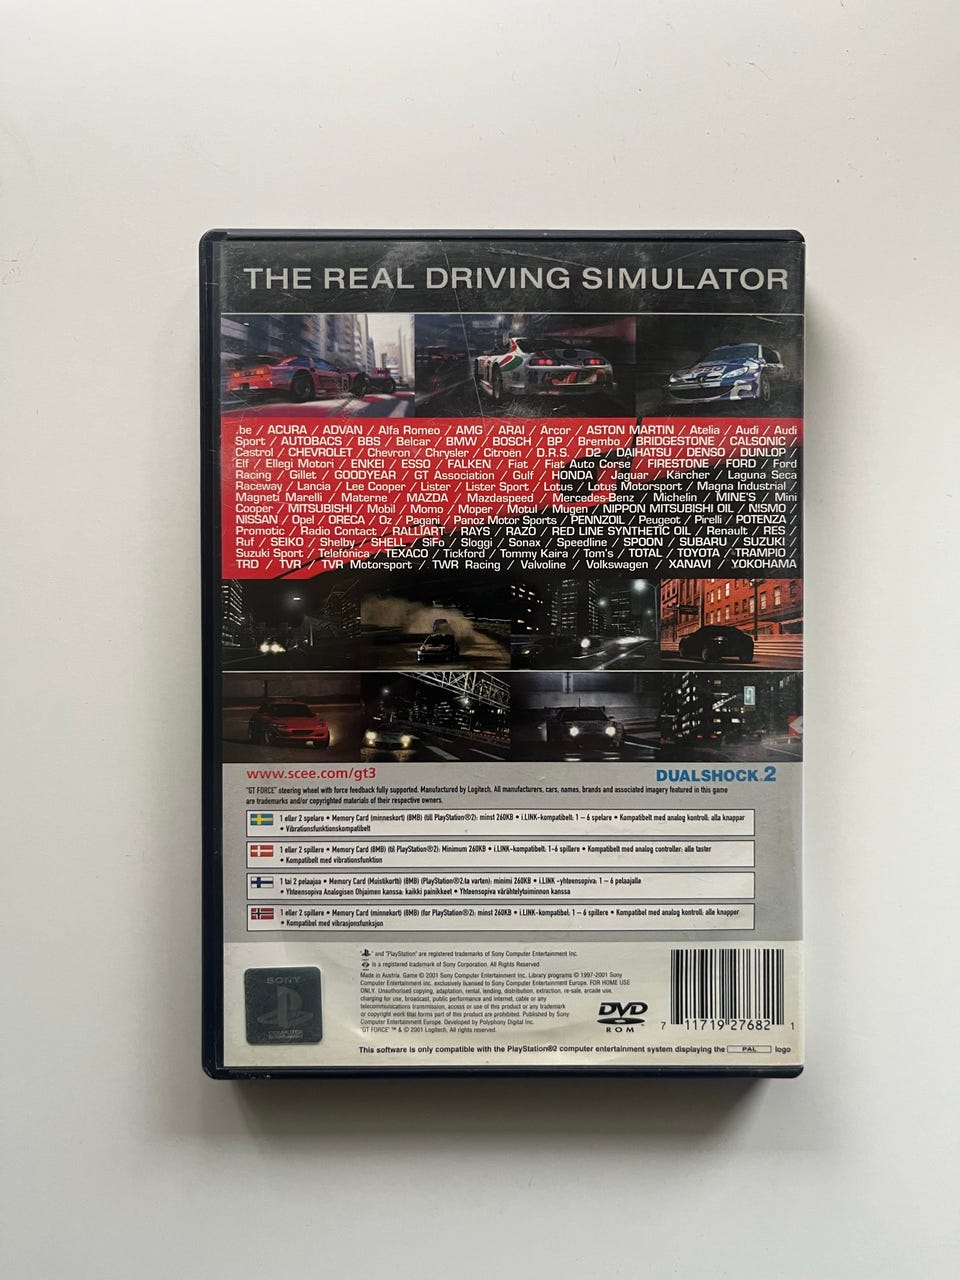 THE REAL DRIVING SIMULATOR
.be / ACURA / ADVAN / Alfa Romeo / AMG / ARAI / Arcor / ASTON MARTIN / Atelia / Audi / Audi
Sport / AUTOBACS / BBS / Belcar / BMW / BOSCH / BP / Brembo / BRIDGESTONE / CALSONIC /
Castrol / CHEVROLET / Chevron / Chrysler / Citroën / D.R.S. / D2 / DAIHATSU / DENSO / DUNLOP /
Elf / Ellegi Motori / ENKEI / ESSO / FALKEN / Fiat / Fiat Auto Corse / FIRESTONE / FORD / Ford
Racing / Gillet / GOODYEAR / GT Association / Gulf / HONDA / Jaguar / Kärcher / Laguna Seca
Raceway / Lancia / Lee Cooper / Lister / Lister Sport / Lotus / Lotus Motorsport / Magna Industrial /
Magneti Marelli / Materne / MAZDA / Mazdaspeed / Mercedes-Benz / Michelin / MINE'S / Mini
Cooper / MITSUBISHI / Mobil / Momo / Moper / Motul / Mugen / NIPPON MITSUBISHI OIL / NISMO
NISSAN / Opel / ORECA / Oz / Pagani / Panoz Motor Sports / PENNZOIL / Peugeot / Pirelli / POTENZA
Promotic / Radio Contact / RALLIART / RAYS / RAZO / RED LINE SYNTHETIC OIL / Renault / RES
Ruf / SEIKO / Shelby / SHELL / SiFo / Sloggi / Sonax / Speedline / SPOON / SUBARU / SUZUKI
Suzuki Sport / Telefónica / TEXACO / Tickford / Tommy Kaira / Tom's / TOTAL / TOYOTA / TRAMPIO /
TRD / TVR / TVR Motorsport / TWR Racing / Valvoline / Volkswagen / XANAVI / YOKOHAMA
www.scee.com/gt3
DUALSHOCK 2
"GT FORCE" steering wheel with force feedback fully supported. Manufactured by Logitech. All manufacturers, cars, names, brands and associated imagery featured in this game
are trademarks and/or copyrighted materials of their respective owners.
1 eller 2 spelare • Memory Card (minneskort) (8MB) (till PlayStation®2): minst 260KB • i.LINK-kompatibelt: 1 – 6 spelare • Kompatibelt med analog kontroll: alla knappar
• Vibrationsfunktionskompatibelt
1 eller 2 spillere • Memory Card (8MB) (til PlayStation®2): Minimum 260KB • i.LINK-kompatibelt: 1-6 spillere • Kompatibelt med analog controller: alle taster
• Kompatibelt med vibrationsfunktion
1 tai 2 pelaajaa • Memory Card (Muistikortti) (8MB) (PlayStation®2:ta varten): minimi 260KB • i.LINK -yhteensopiva: 1 – 6 pelaajalle
• Yhteensopiva Analogisen Ohjaimen kanssa: kaikki painikkeet • Yhteensopiva värähtelytoiminnon kanssa
1 eller 2 spillere • Memory Card (minnekort) (8MB) (for PlayStation®2): minst 260KB • i.LINK-kompatibel: 1 – 6 spillere • Kompatibel med analog kontroll: alle knapper
• Kompatibel med vibrasjonsfunksjon
" and "PlayStation" are registered trademarks of Sony Computer Entertainment Inc.
is a registered trademark of Sony Corporation. All Rights Reserved.
Made in Austria. Game © 2001 Sony Computer Entertainment Inc. Library programs © 1997-2001 Sony
Computer Entertainment Inc. exclusively licensed to Sony Computer Entertainment Europe. FOR HOME USE
ONLY. Unauthorised copying, adaptation, rental, lending, distribution, extraction, re-sale, arcade use,
charging for use, broadcast, public performance and internet, cable or any
telecommunications transmission, access or use of this product or any trademark
or copyright work that forms part of this product are prohibited. Published by Sony
Computer Entertainment Europe. Developed by Polyphony Digital Inc.
"GT FORCE" ™ & © 2001 Logitech. All rights reserved.
SONY
COMPUTER
ENTERTAINMENT
DVD
ROM
7 11719 27682 1
This software is only compatible with the PlayStation®2 computer entertainment system displaying the PAL logo